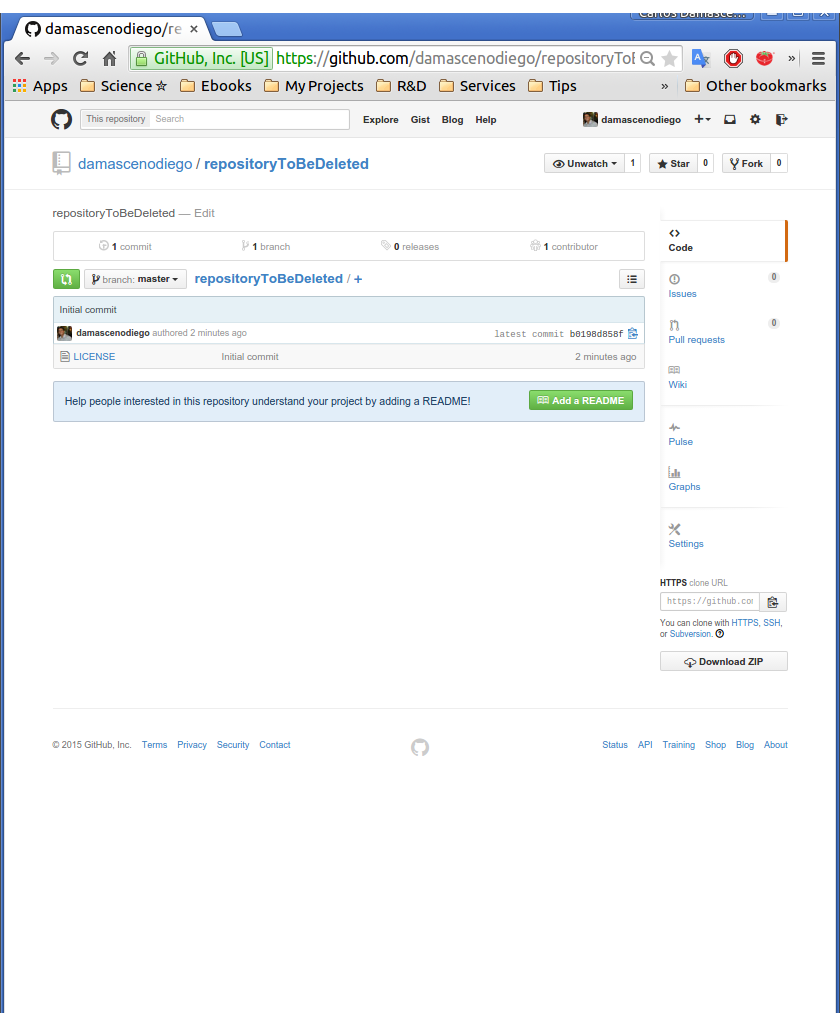 Carlos Damasce...
damascenodiego/re ×
GitHub, Inc. [US] https://github.com/damascenodiego/repositoryToB
Apps Science ☆ Ebooks My Projects R&D Services Tips » Other bookmarks
This repository Search Explore Gist Blog Help damascenodiego
damascenodiego / repositoryToBeDeleted Unwatch 1 Star 0 Fork 0
repositoryToBeDeleted — Edit
1 commit 1 branch 0 releases 1 contributor
branch: master repositoryToBeDeleted / +
Initial commit
damascenodiego authored 2 minutes ago latest commit b0198d858f
LICENSE Initial commit 2 minutes ago
Help people interested in this repository understand your project by adding a README! Add a README
Code
Issues 0
Pull requests 0
Wiki
Pulse
Graphs
Settings
HTTPS clone URL
https://github.co
You can clone with HTTPS, SSH,
or Subversion.
Download ZIP
© 2015 GitHub, Inc. Terms Privacy Security Contact Status API Training Shop Blog About